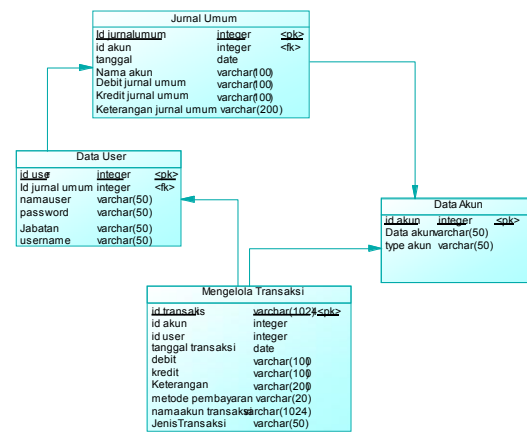 Jurnal Umum
Id jurnalumum integer <pk>
id akun integer <fk>
tanggal date
Nama akun varchar(100)
Debit jurnal umum varchar(100)
Kredit jurnal umum varchar(100)
Keterangan jurnal umum varchar(200)
Data User
id user integer <pk>
Id jurnal umum integer <fk>
namauser varchar(50)
password varchar(50)
Jabatan varchar(50)
username varchar(50)
Data Akun
id akun integer <pk>
Data akun varchar(50)
type akun varchar(50)
Mengelola Transaksi
id transaksi varchar(1024) <pk>
id akun integer
id user integer
tanggal transaksi date
debit varchar(100)
kredit varchar(100)
Keterangan varchar(200)
metode pembayaran varchar(20)
namaakun transaksi varchar(1024)
JenisTransaksi varchar(50)